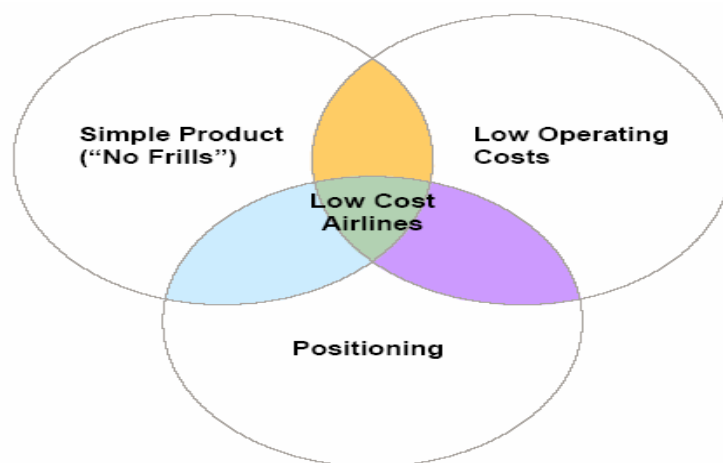 Simple Product
(“No Frills”)
Low Operating
Costs
Low Cost
Airlines
Positioning